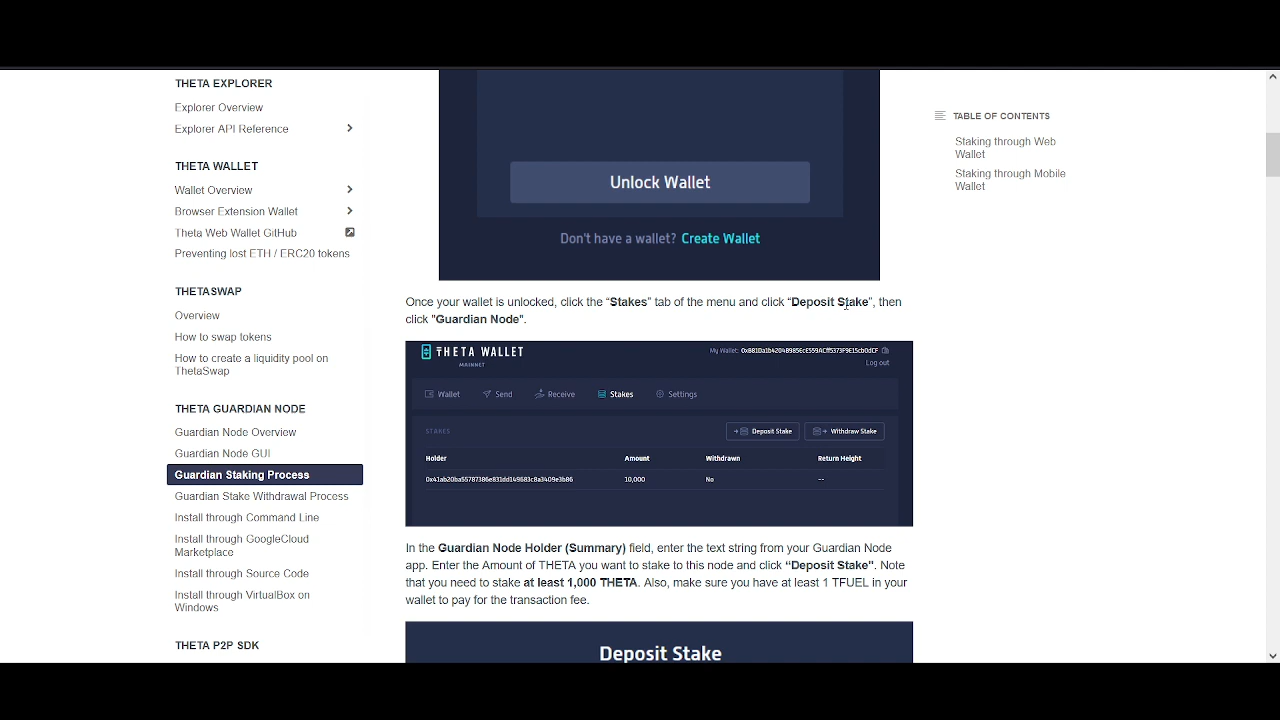 THETA EXPLORER
Explorer Overview
Explorer API Reference
THETA WALLET
Wallet Overview
Browser Extension Wallet
Theta Web Wallet GitHub
Preventing lost ETH / ERC20 tokens
THETASWAP
Overview
How to swap tokens
How to create a liquidity pool on
ThetaSwap
THETA GUARDIAN NODE
Guardian Node Overview
Guardian Node GUI
Guardian Staking Process
Guardian Stake Withdrawal Process
Install through Command Line
Install through GoogleCloud
Marketplace
Install through Source Code
Install through VirtualBox on
Windows
THETA P2P SDK
Unlock Wallet
Don't have a wallet? Create Wallet
Once your wallet is unlocked, click the “Stakes” tab of the menu and click “Deposit Stake”, then
click "Guardian Node".
THETA WALLET
MAINNET
My Wallet:
Log out
Wallet Send Receive Stakes Settings
STAKES
Deposit Stake Withdraw Stake
Holder Amount Withdrawn Return Height
10,000 No --
In the Guardian Node Holder (Summary) field, enter the text string from your Guardian Node
app. Enter the Amount of THETA you want to stake to this node and click “Deposit Stake". Note
that you need to stake at least 1,000 THETA. Also, make sure you have at least 1 TFUEL in your
wallet to pay for the transaction fee.
Deposit Stake
TABLE OF CONTENTS
Staking through Web
Wallet
Staking through Mobile
Wallet